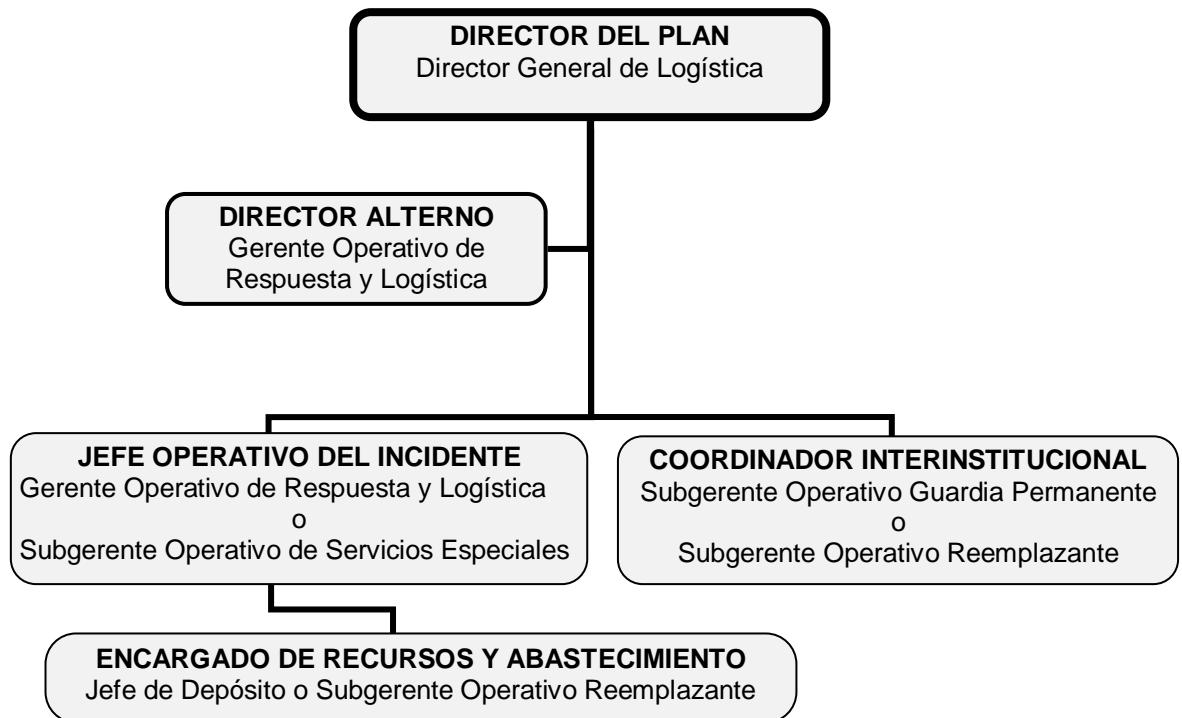 DIRECTOR DEL PLAN
Director General de Logística
DIRECTOR ALTERNO
Gerente Operativo de
Respuesta y Logística
JEFE OPERATIVO DEL INCIDENTE
Gerente Operativo de Respuesta y Logística
o
Subgerente Operativo de Servicios Especiales
COORDINADOR INTERINSTITUCIONAL
Subgerente Operativo Guardia Permanente
o
Subgerente Operativo Reemplazante
ENCARGADO DE RECURSOS Y ABASTECIMIENTO
Jefe de Depósito o Subgerente Operativo Reemplazante